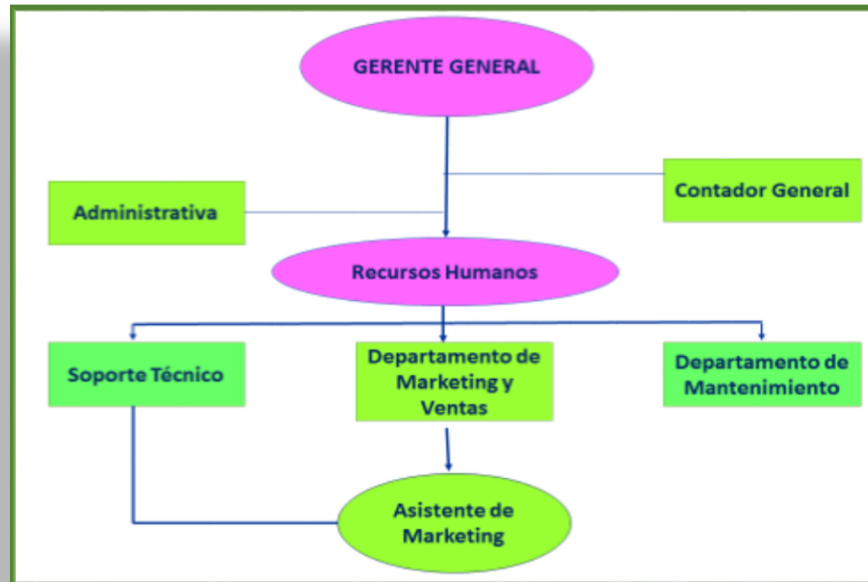 GERENTE GENERAL
Contador General
Administrativa
Recursos Humanos
Soporte Técnico
Departamento de
Marketing y
Ventas
Departamento de
Mantenimiento
Asistente de
Marketing